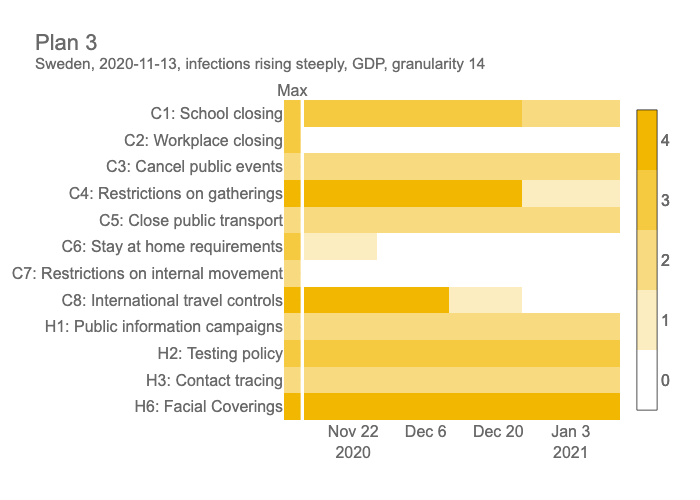 Plan 3
Sweden, 2020-11-13, infections rising steeply, GDP, granularity 14
Max
C1: School closing
C2: Workplace closing
C3: Cancel public events
C4: Restrictions on gatherings
C5: Close public transport
C6: Stay at home requirements
C7: Restrictions on internal movement
C8: International travel controls
H1: Public information campaigns
H2: Testing policy
H3: Contact tracing
H6: Facial Coverings
Nov 22 Dec 6 Dec 20 Jan 3
2020 2021
4
3
2
1
0